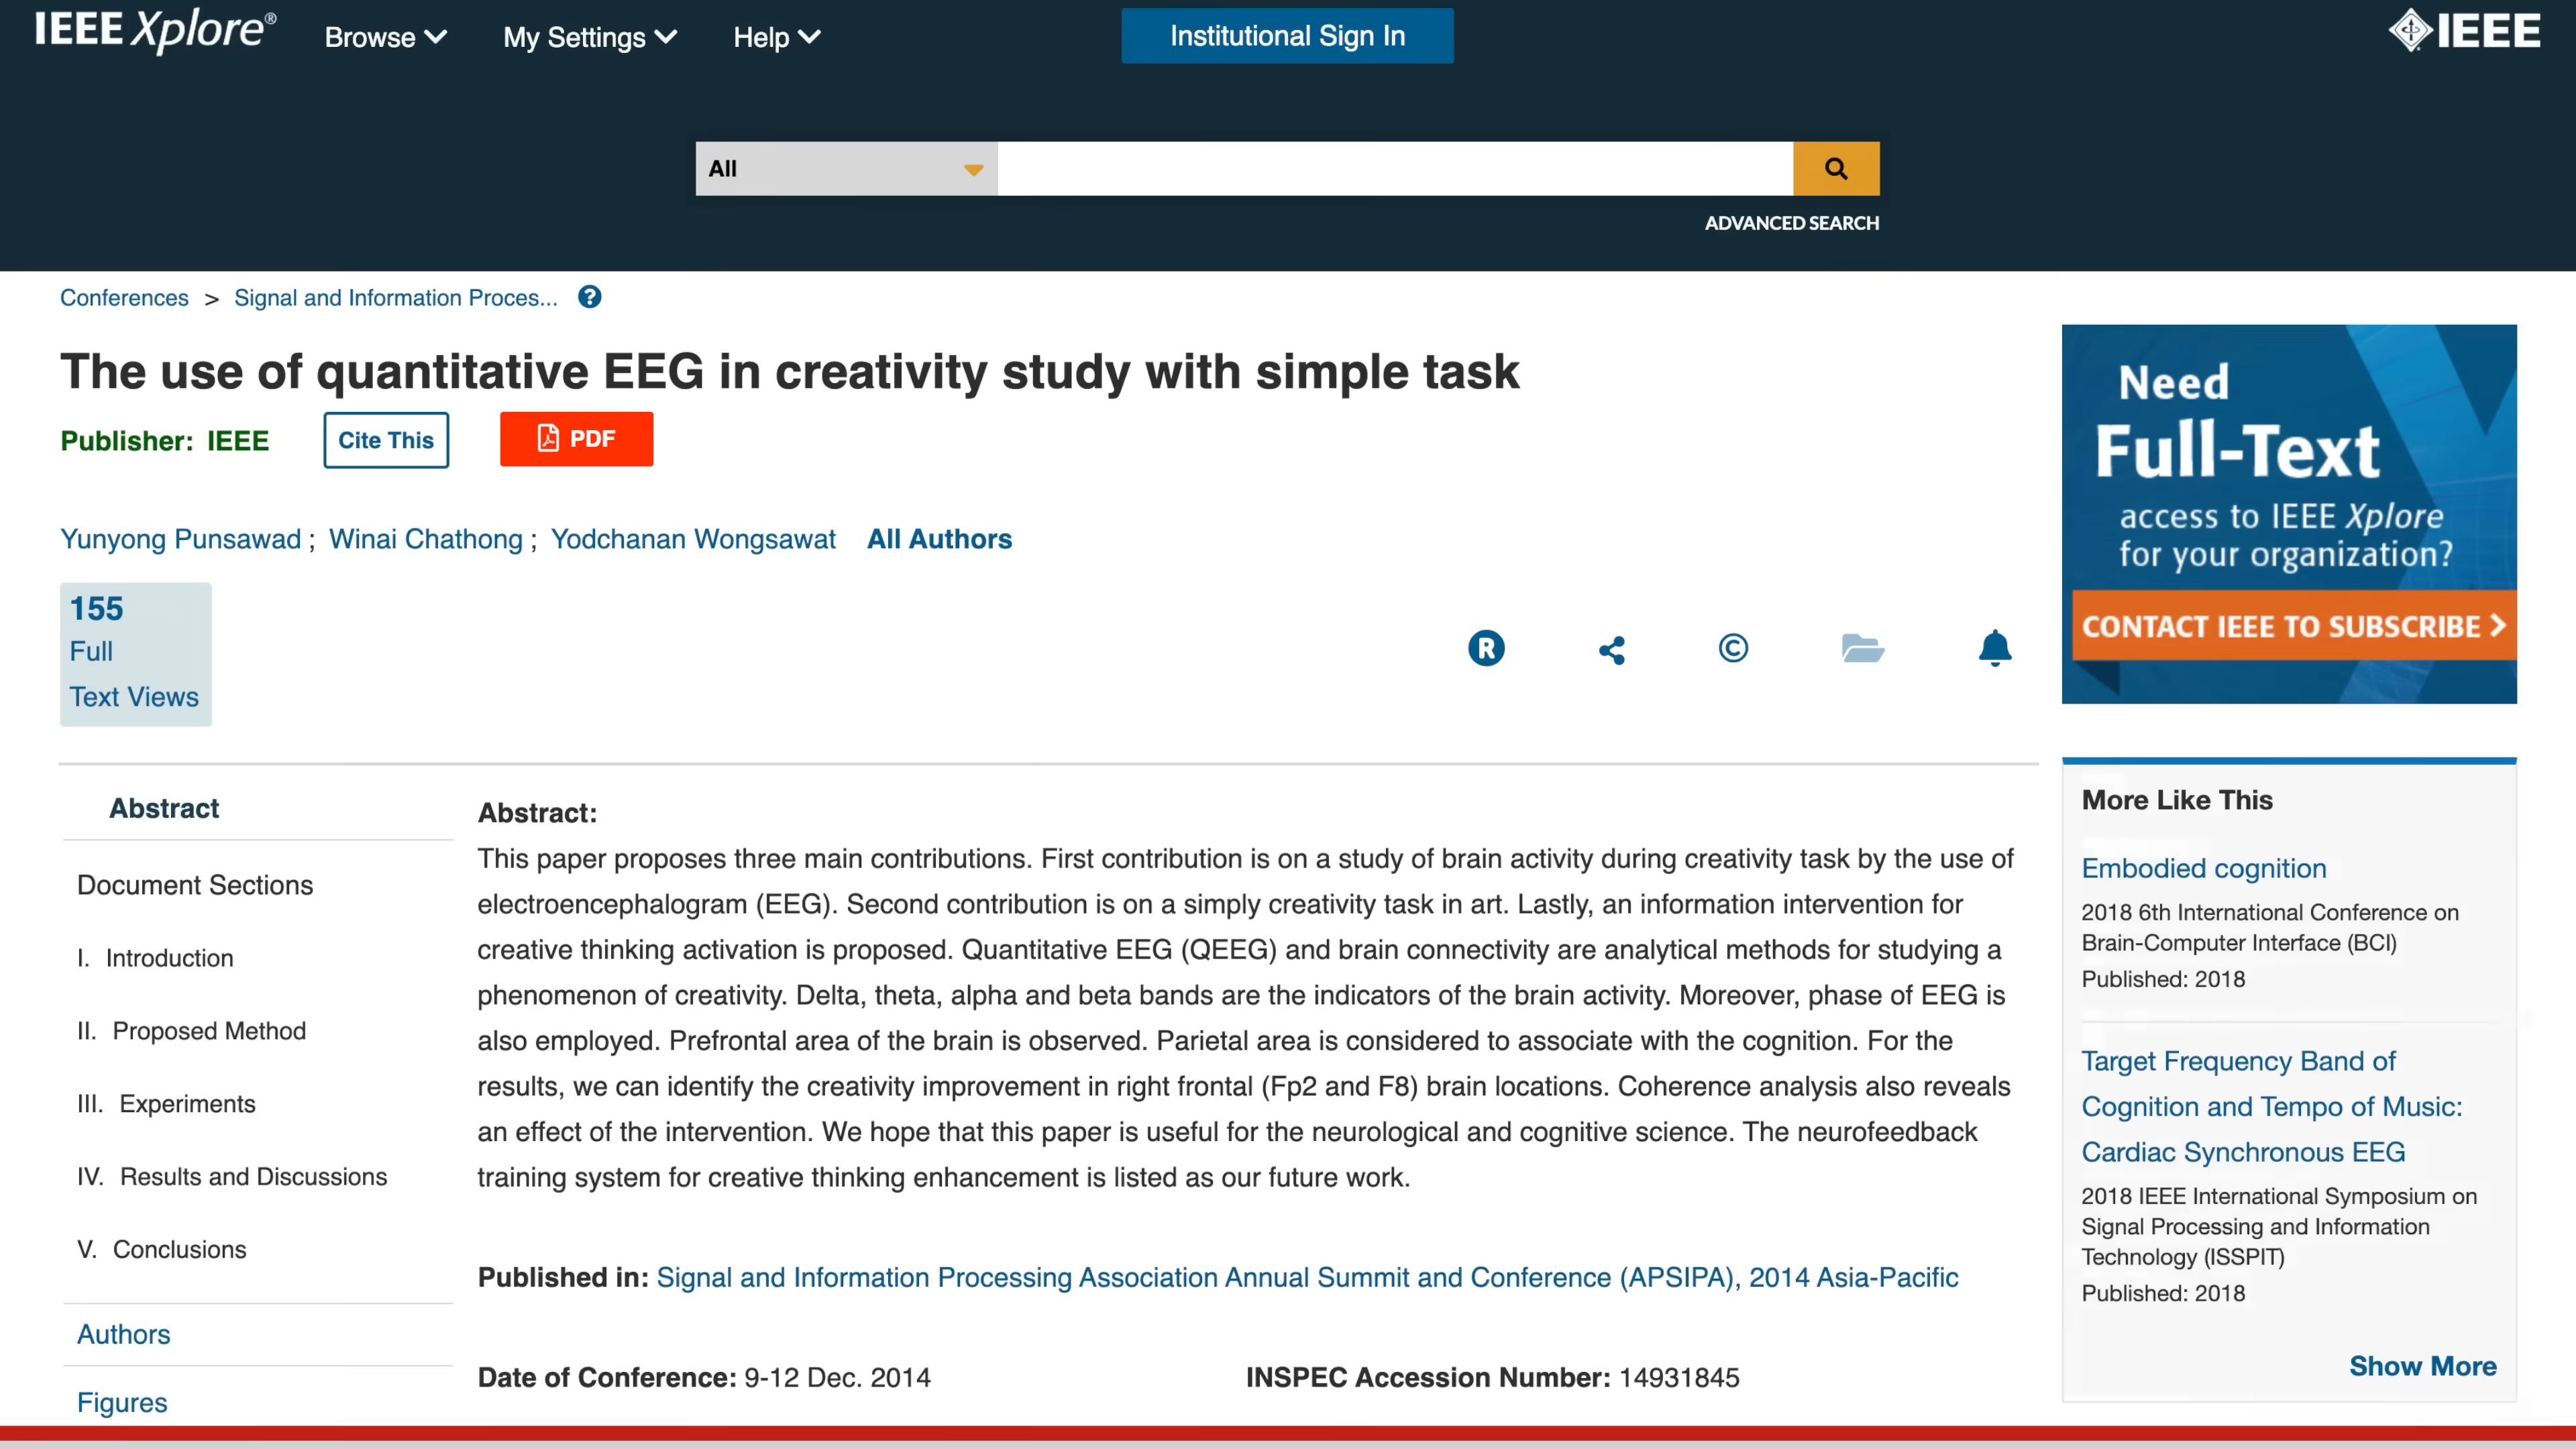 IEEE Xplore®
Browse
My Settings
Help
Institutional Sign In
IEEE
All
ADVANCED SEARCH
Conferences > Signal and Information Proces... ?
The use of quantitative EEG in creativity study with simple task
Publisher: IEEE
Cite This
PDF
Yunyong Punsawad ; Winai Chathong ; Yodchanan Wongsawat All Authors
155
Full
Text Views
R
©
Need
Full-Text
access to IEEE Xplore
for your organization?
CONTACT IEEE TO SUBSCRIBE >
Abstract
Document Sections
I. Introduction
II. Proposed Method
III. Experiments
IV. Results and Discussions
V. Conclusions
Authors
Figures
Abstract:
This paper proposes three main contributions. First contribution is on a study of brain activity during creativity task by the use of
electroencephalogram (EEG). Second contribution is on a simply creativity task in art. Lastly, an information intervention for
creative thinking activation is proposed. Quantitative EEG (QEEG) and brain connectivity are analytical methods for studying a
phenomenon of creativity. Delta, theta, alpha and beta bands are the indicators of the brain activity. Moreover, phase of EEG is
also employed. Prefrontal area of the brain is observed. Parietal area is considered to associate with the cognition. For the
results, we can identify the creativity improvement in right frontal (Fp2 and F8) brain locations. Coherence analysis also reveals
an effect of the intervention. We hope that this paper is useful for the neurological and cognitive science. The neurofeedback
training system for creative thinking enhancement is listed as our future work.
Published in: Signal and Information Processing Association Annual Summit and Conference (APSIPA), 2014 Asia-Pacific
Date of Conference: 9-12 Dec. 2014
INSPEC Accession Number: 14931845
More Like This
Embodied cognition
2018 6th International Conference on
Brain-Computer Interface (BCI)
Published: 2018
Target Frequency Band of
Cognition and Tempo of Music:
Cardiac Synchronous EEG
2018 IEEE International Symposium on
Signal Processing and Information
Technology (ISSPIT)
Published: 2018
Show More